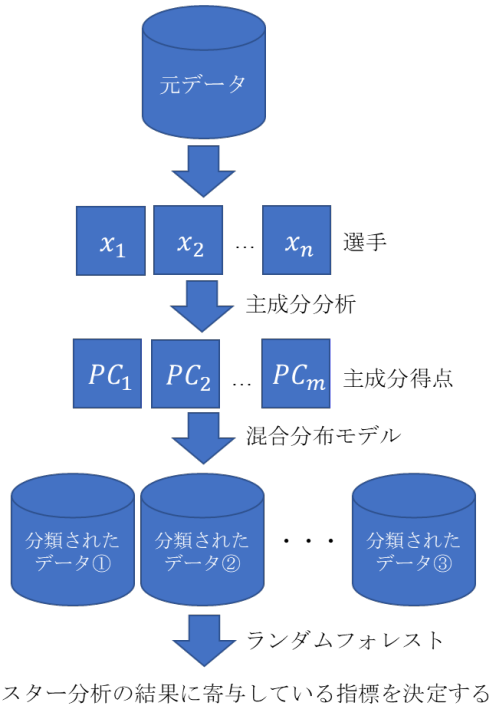 元データ
x₁ x₂ … xₙ 選手
主成分分析
PC₁ PC₂ … PCₘ 主成分得点
混合分布モデル
分類された
データ①
分類された
データ②
・・・
分類された
データ③
ランダムフォレスト
スター分析の結果に寄与している指標を決定する